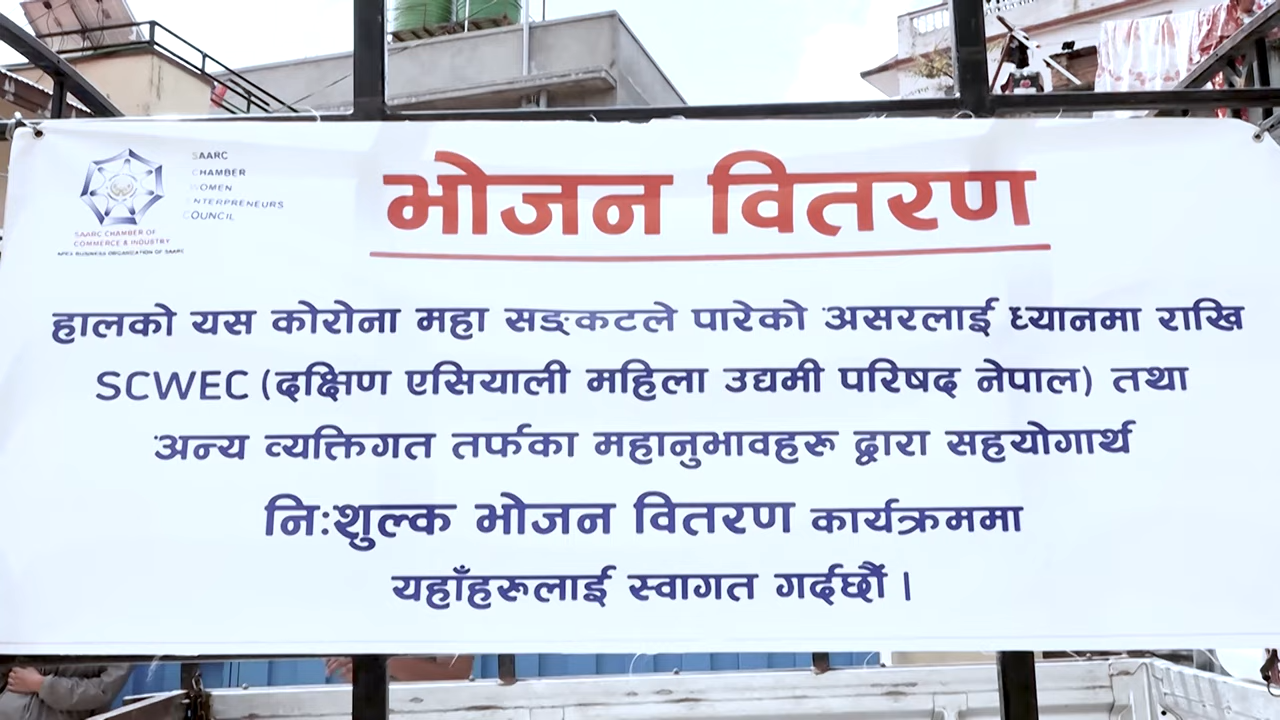 SAARC
CHAMBER
WOMEN
ENTERPRENEURS
COUNCIL
SAARC CHAMBER OF
COMMERCE & INDUSTRY
APEX BUSINESS ORGANISATION OF SAARC
भोजन वितरण
हालको यस कोरोना महा सङ्कटले पारेको असरलाई ध्यानमा राखि
SCWEC (दक्षिण एसियाली महिला उद्यमी परिषद नेपाल) तथा
अन्य व्यक्तिगत तर्फका महानुभावहरू द्वारा सहयोगार्थ
निःशुल्क भोजन वितरण कार्यक्रममा
यहाँहरूलाई स्वागत गर्दछौं ।